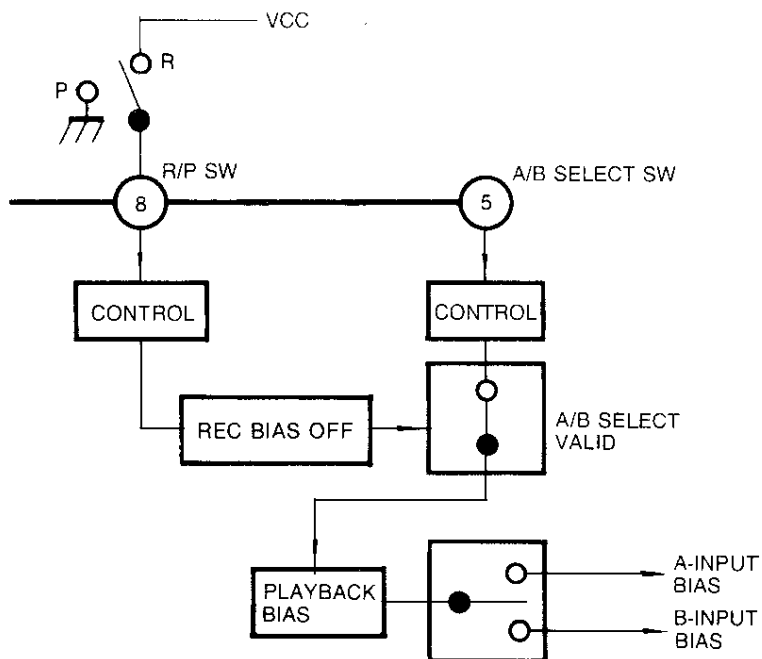 VCC
R
P
R/P SW
A/B SELECT SW
8
5
CONTROL
CONTROL
REC BIAS OFF
A/B SELECT
VALID
PLAYBACK
BIAS
A-INPUT
BIAS
B-INPUT
BIAS